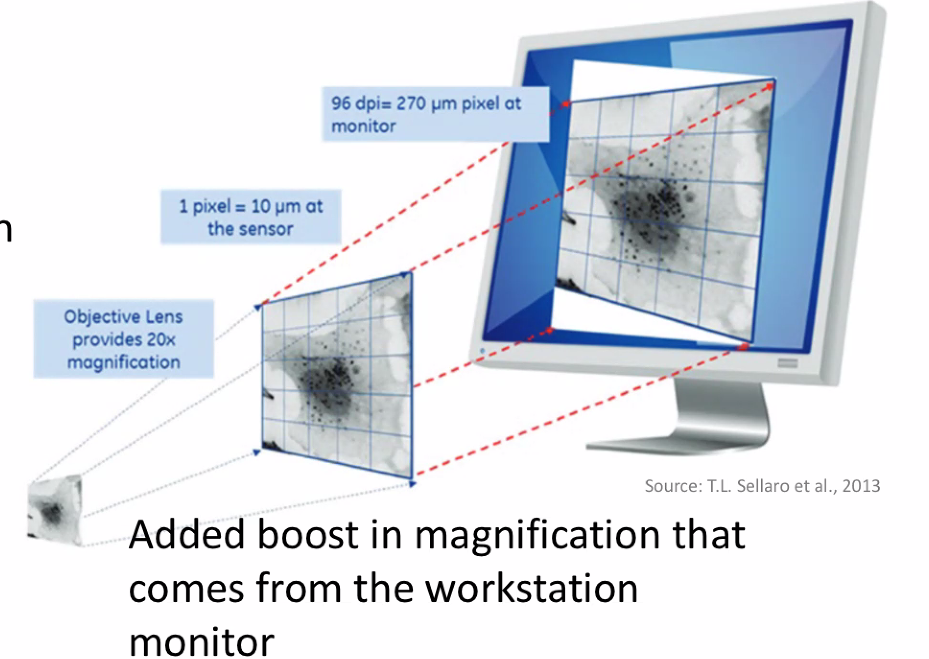 96 dpi= 270 µm pixel at
monitor
1 pixel = 10 µm at
the sensor
n
Objective Lens
provides 20x
magnification
Source: T.L. Sellaro et al., 2013
Added boost in magnification that
comes from the workstation
monitor